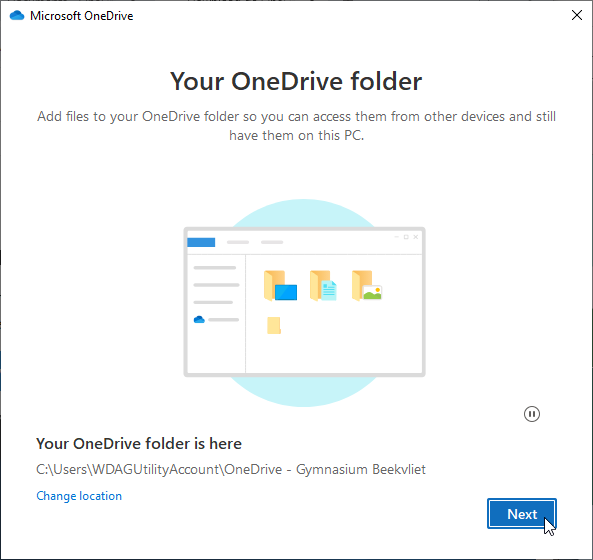 Microsoft OneDrive
Your OneDrive folder
Add files to your OneDrive folder so you can access them from other devices and still
have them on this PC.
Your OneDrive folder is here
C:\Users\WDAGUtilityAccount\OneDrive - Gymnasium Beekvliet
Change location
Next